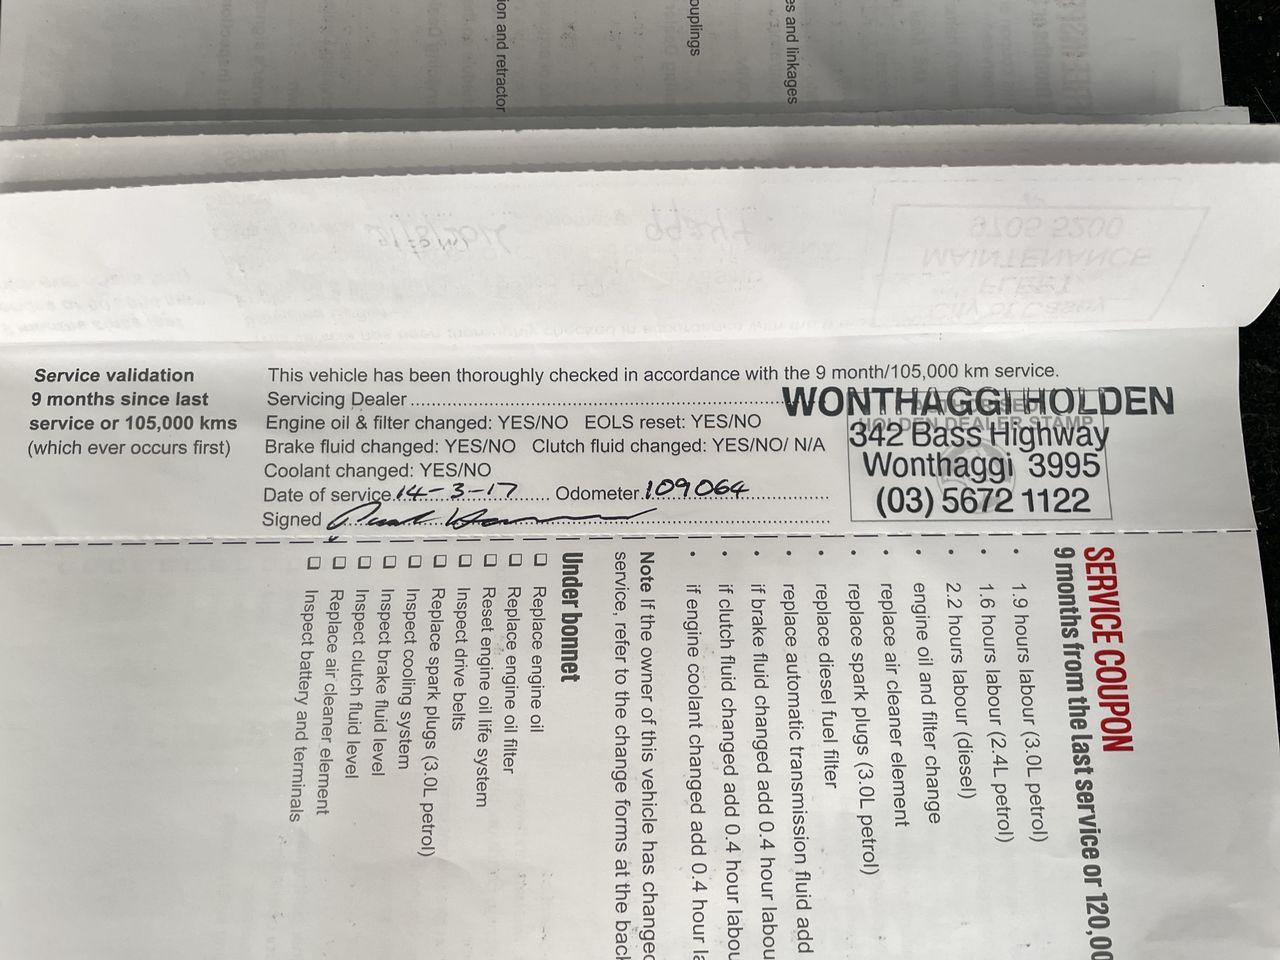 ion and retractor
ouplings
es and linkages
Service validation
9 months since last
service or 105,000 kms
(which ever occurs first)
This vehicle has been thoroughly checked in accordance with the 9 month/105,000 km service.
Servicing Dealer
Engine oil & filter changed: YES/NO EOLS reset: YES/NO
Brake fluid changed: YES/NO Clutch fluid changed: YES/NO/ N/A
Coolant changed: YES/NO
Date of service 14-3-17 Odometer 109064
Signed
WONTHAGGI HOLDEN
HOLDEN DEALER STAMP
342 Bass Highway
Wonthaggi 3995
(03) 5672 1122
SERVICE COUPON
9 months from the last service or 120,00
• 1.9 hours labour (3.0L petrol)
• 1.6 hours labour (2.4L petrol)
• 2.2 hours labour (diesel)
• engine oil and filter change
• replace air cleaner element
• replace spark plugs (3.0L petrol)
• replace diesel fuel filter
• replace automatic transmission fluid add
• if brake fluid changed add 0.4 hour labou
• if clutch fluid changed add 0.4 hour labou
• if engine coolant changed add 0.4 hour la
Note If the owner of this vehicle has changed
service, refer to the change forms at the back
Under bonnet
☐ Replace engine oil
☐ Replace engine oil filter
☐ Reset engine oil life system
☐ Inspect drive belts
☐ Replace spark plugs (3.0L petrol)
☐ Inspect cooling system
☐ Inspect brake fluid level
☐ Inspect clutch fluid level
☐ Replace air cleaner element
☐ Inspect battery and terminals